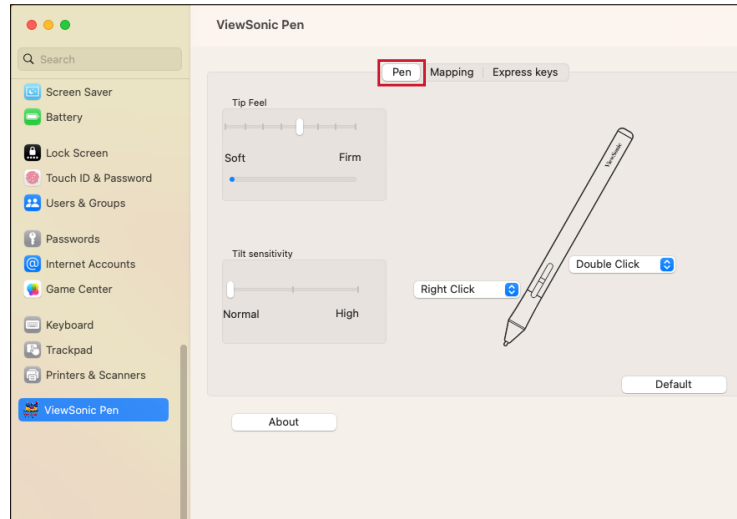 ViewSonic Pen
Search
Screen Saver
Battery
Lock Screen
Touch ID & Password
Users & Groups
Passwords
Internet Accounts
Game Center
Keyboard
Trackpad
Printers & Scanners
ViewSonic Pen
Pen Mapping Express keys
Tip Feel
Soft Firm
Tilt sensitivity
Normal High
ViewSonic
Double Click
Right Click
Default
About